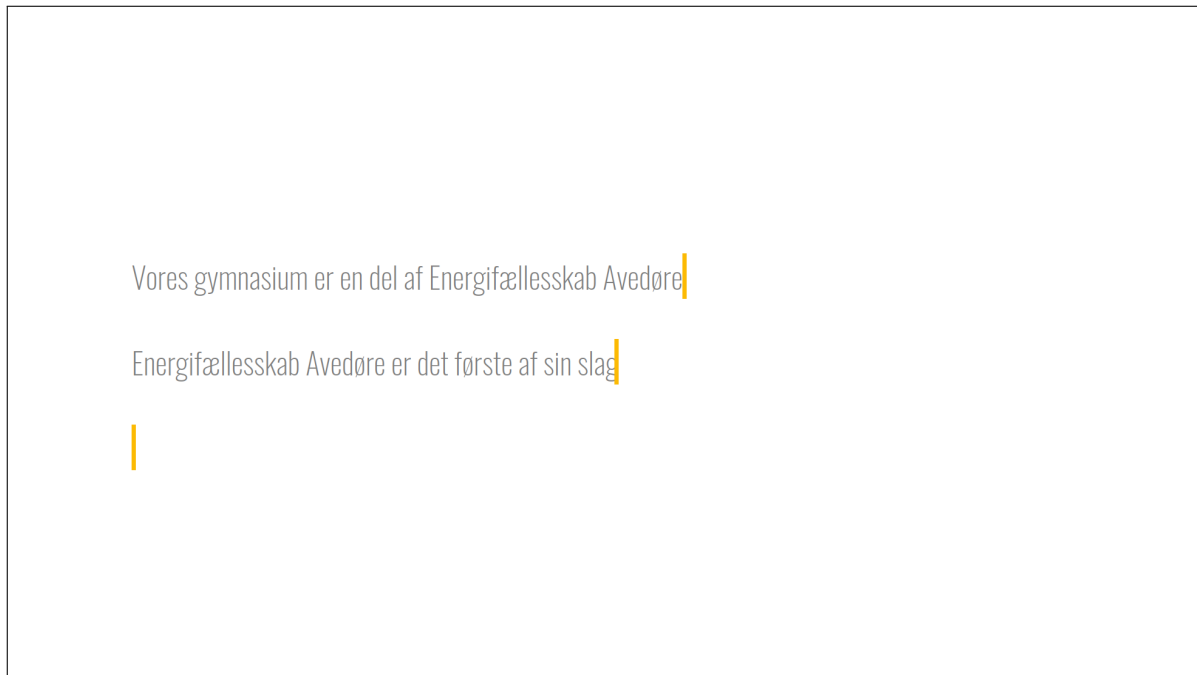 Vores gymnasium er en del af Energifællesskab Avedøre
Energifællesskab Avedøre er det første af sin slag